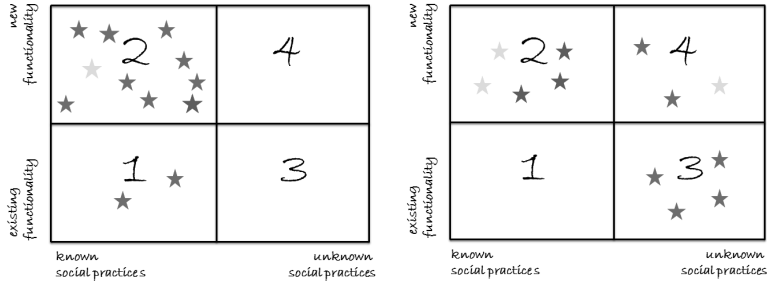 new
functionality
2
4
existing
functionality
1
3
known
social practices
unknown
social practices
new
functionality
2
4
existing
functionality
1
3
known
social practices
unknown
social practices